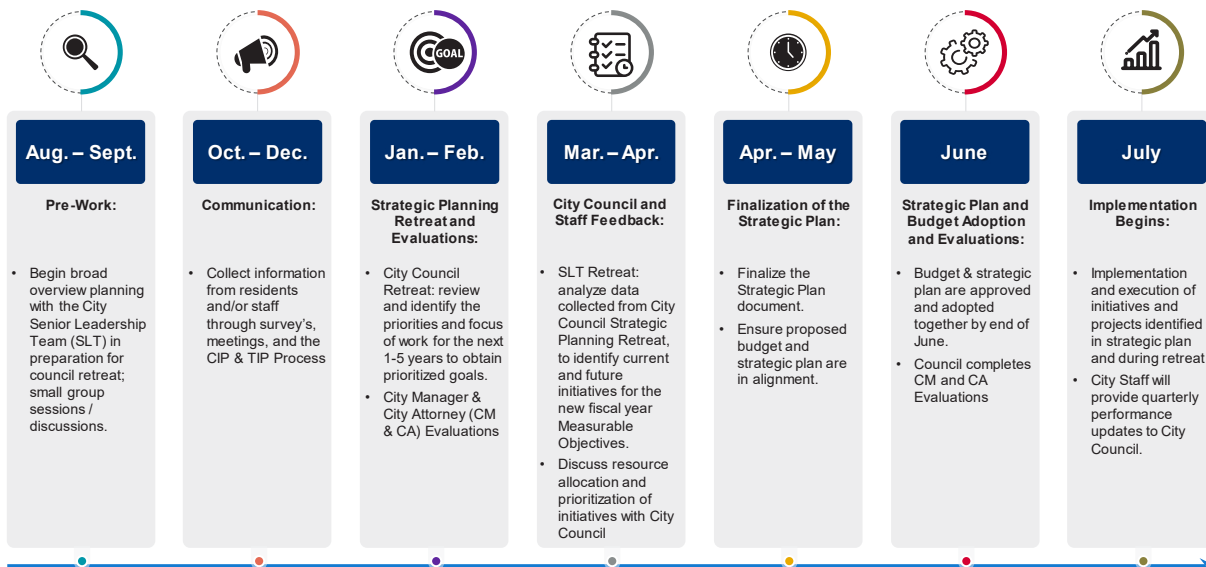 GOAL
Aug. – Sept.
Pre-Work:
• Begin broad
overview planning
with the City
Senior Leadership
Team (SLT) in
preparation for
council retreat;
small group
sessions /
discussions.
Oct. – Dec.
Communication:
• Collect information
from residents
and/or staff
through survey's,
meetings, and the
CIP & TIP Process
Jan. – Feb.
Strategic Planning
Retreat and
Evaluations:
• City Council
Retreat: review
and identify the
priorities and focus
of work for the next
1-5 years to obtain
prioritized goals.
• City Manager &
City Attorney (CM
& CA) Evaluations
Mar. – Apr.
City Council and
Staff Feedback:
• SLT Retreat:
analyze data
collected from City
Council Strategic
Planning Retreat,
to identify current
and future
initiatives for the
new fiscal year
Measurable
Objectives.
• Discuss resource
allocation and
prioritization of
initiatives with City
Council
Apr. – May
Finalization of the
Strategic Plan:
• Finalize the
Strategic Plan
document.
• Ensure proposed
budget and
strategic plan are
in alignment.
June
Strategic Plan and
Budget Adoption
and Evaluations:
• Budget & strategic
plan are approved
and adopted
together by end of
June.
• Council completes
CM and CA
Evaluations
July
Implementation
Begins:
• Implementation
and execution of
initiatives and
projects identified
in strategic plan
and during retreat
• City Staff will
provide quarterly
performance
updates to City
Council.